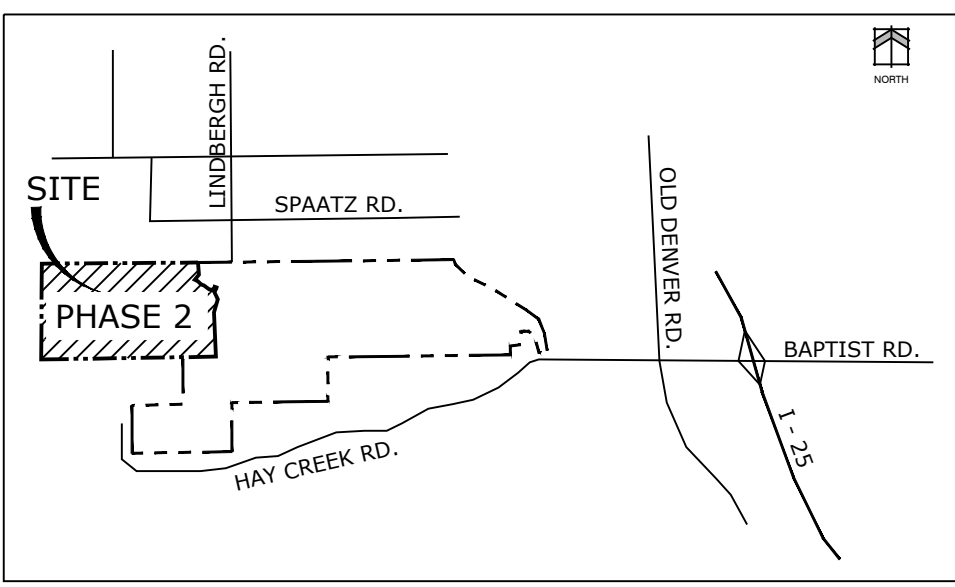 NORTH
LINDBERGH RD.
SITE
SPAATZ RD.
OLD DENVER RD.
PHASE 2
BAPTIST RD.
I - 25
HAY CREEK RD.